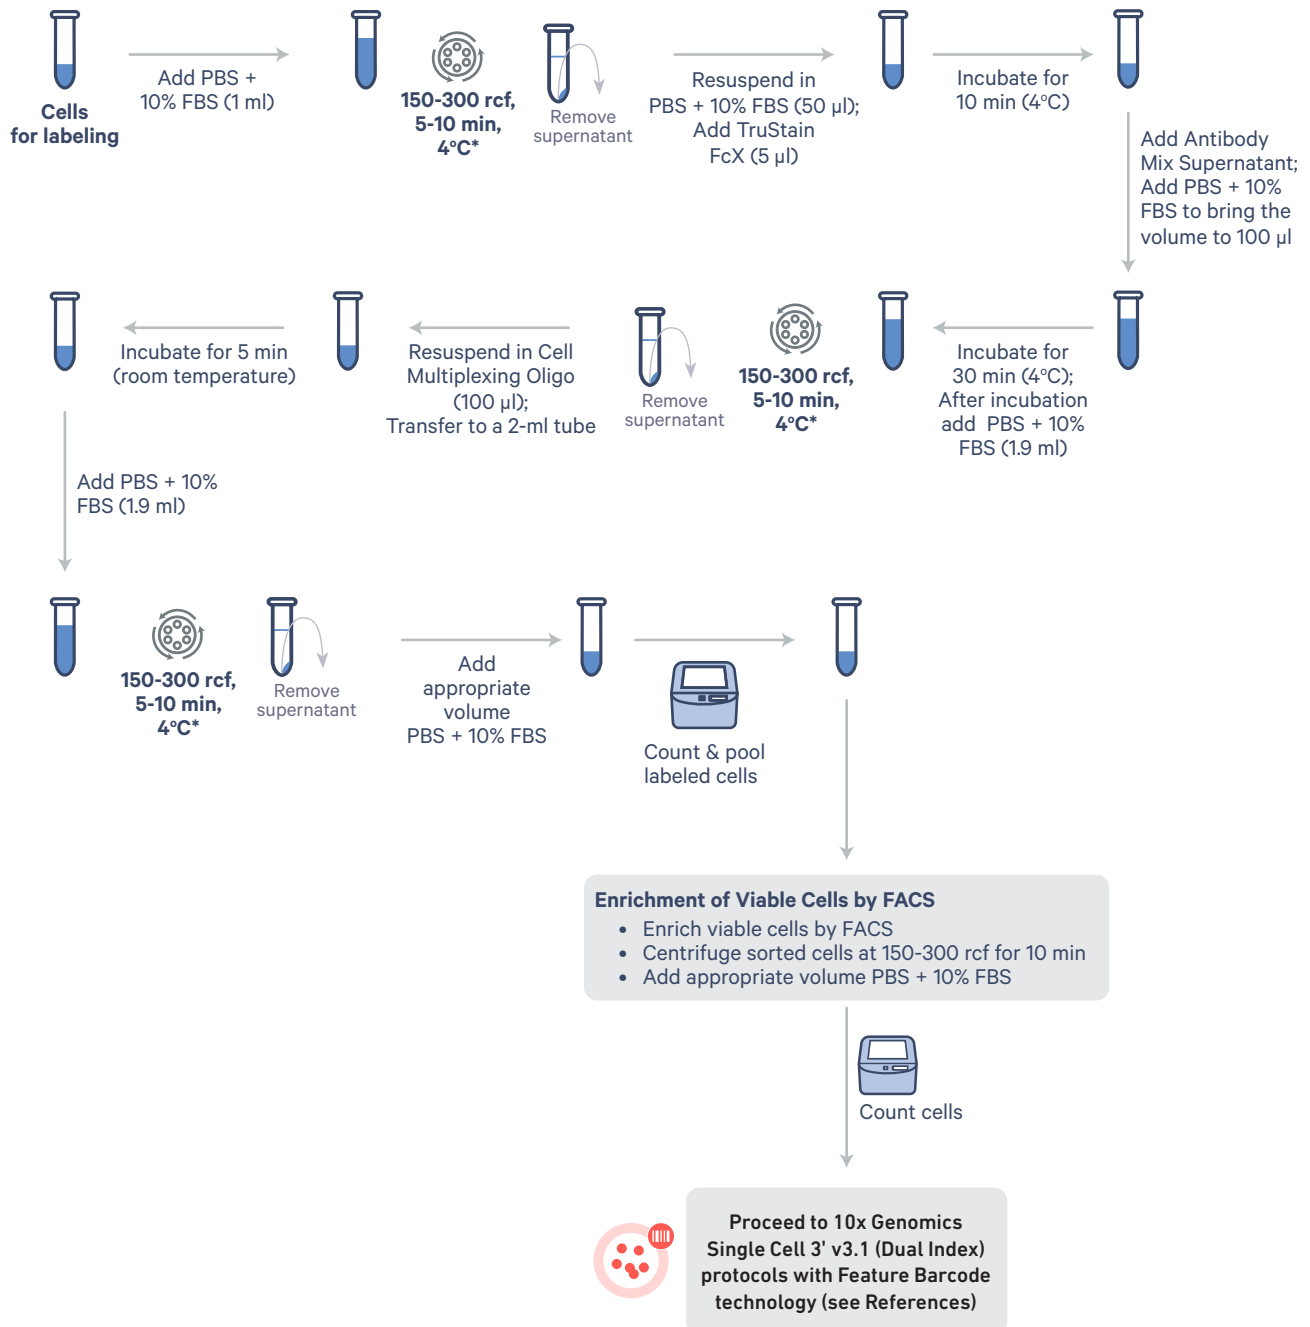 Cells
for labeling
Add PBS +
10% FBS (1 ml)
150-300 rcf,
5-10 min,
4°C*
Remove
supernatant
Resuspend in
PBS + 10% FBS (50 µl);
Add TruStain
FcX (5 µl)
Incubate for
10 min (4°C)
Add Antibody
Mix Supernatant;
Add PBS + 10%
FBS to bring the
volume to 100 µl
Incubate for
30 min (4°C);
After incubation
add PBS + 10%
FBS (1.9 ml)
150-300 rcf,
5-10 min,
4°C*
Remove
supernatant
Resuspend in Cell
Multiplexing Oligo
(100 µl);
Transfer to a 2-ml tube
Incubate for 5 min
(room temperature)
Add PBS + 10%
FBS (1.9 ml)
150-300 rcf,
5-10 min,
4°C*
Remove
supernatant
Add
appropriate
volume
PBS + 10% FBS
Count & pool
labeled cells
Enrichment of Viable Cells by FACS
• Enrich viable cells by FACS
• Centrifuge sorted cells at 150-300 rcf for 10 min
• Add appropriate volume PBS + 10% FBS
Count cells
Proceed to 10x Genomics
Single Cell 3' v3.1 (Dual Index)
protocols with Feature Barcode
technology (see References)